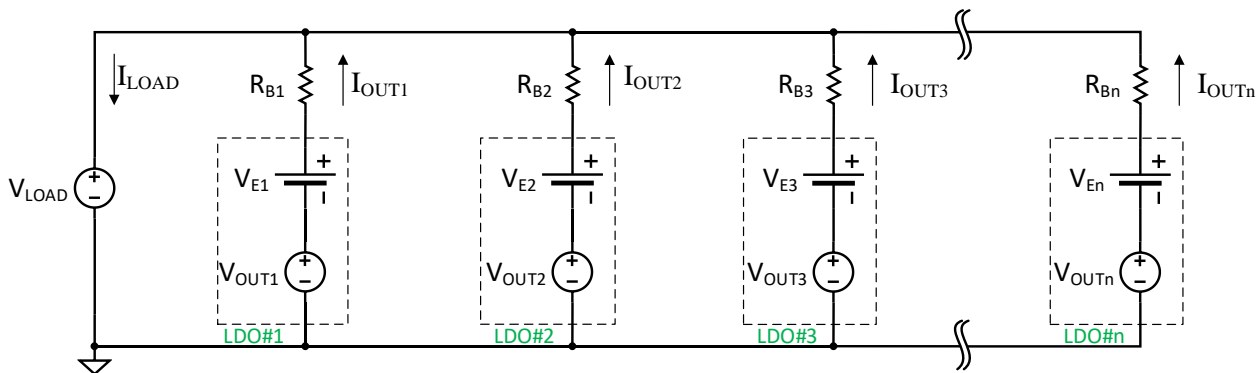 I_LOAD
R_B1
I_OUT1
R_B2
I_OUT2
R_B3
I_OUT3
R_Bn
I_OUTn
V_LOAD
+
−
V_E1
+
−
V_E2
+
−
V_E3
+
−
V_En
+
−
V_OUT1
+
−
V_OUT2
+
−
V_OUT3
+
−
V_OUTn
+
−
LDO#1
LDO#2
LDO#3
LDO#n